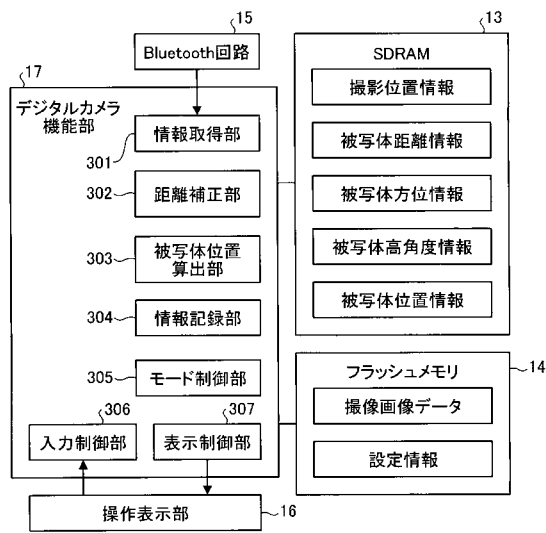 15
Bluetooth回路
17
デジタルカメラ
機能部
情報取得部
301
302
距離補正部
303
被写体位置
算出部
304
情報記録部
305
モード制御部
306
入力制御部
307
表示制御部
操作表示部
16
13
SDRAM
撮影位置情報
被写体距離情報
被写体方位情報
被写体高角度情報
被写体位置情報
14
フラッシュメモリ
撮像画像データ
設定情報